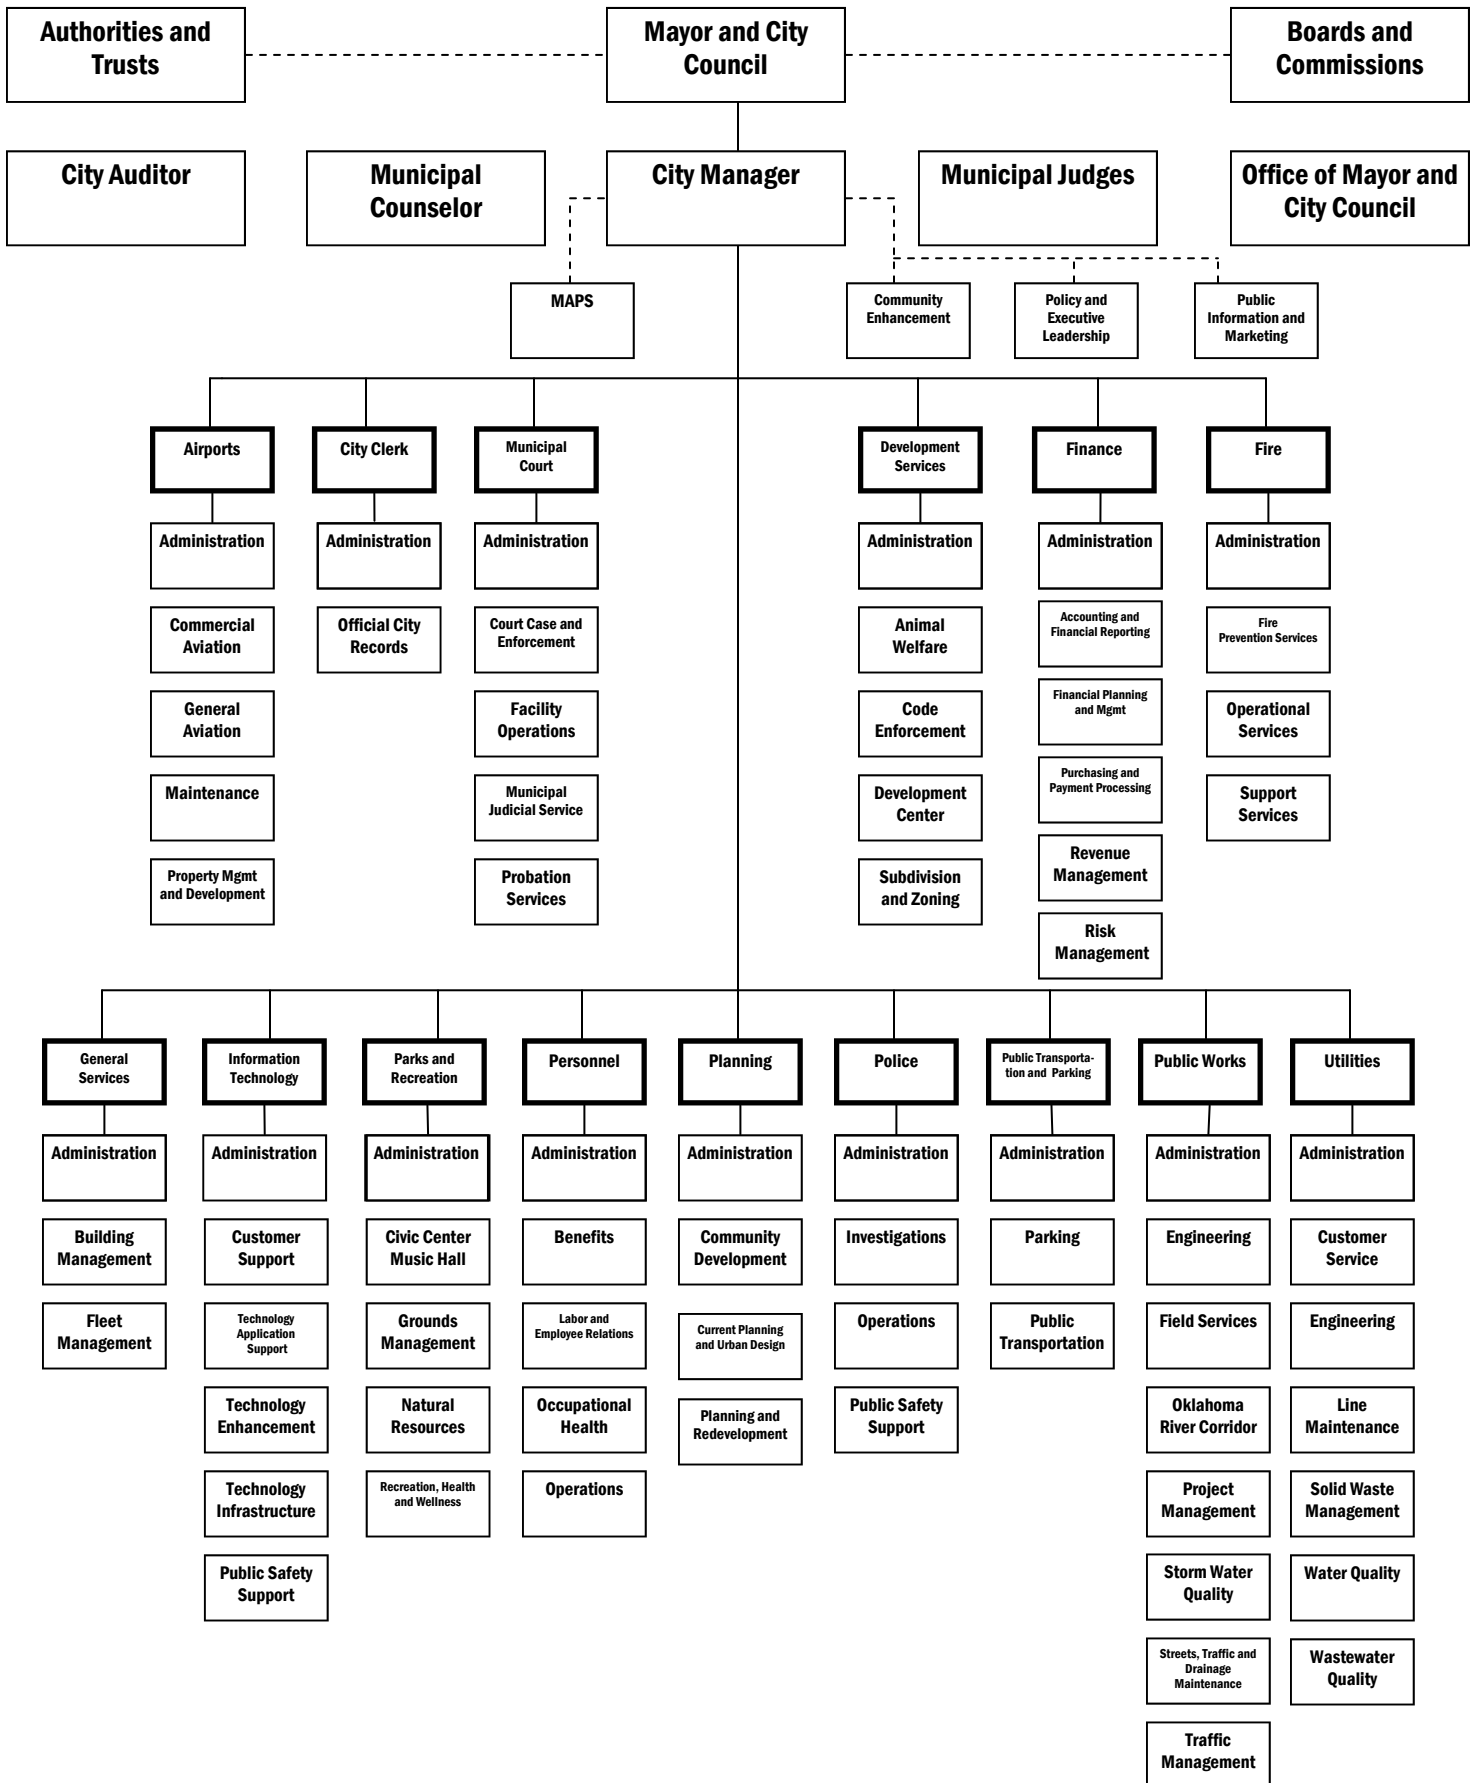 Authorities and
Trusts
Mayor and City
Council
Boards and
Commissions
City Auditor
Municipal
Counselor
City Manager
Municipal Judges
Office of Mayor and
City Council
MAPS
Community
Enhancement
Policy and
Executive
Leadership
Public
Information and
Marketing
Airports
City Clerk
Municipal
Court
Development
Services
Finance
Fire
Administration
Commercial
Aviation
General
Aviation
Maintenance
Property Mgmt
and Development
Administration
Official City
Records
Administration
Court Case and
Enforcement
Facility
Operations
Municipal
Judicial Service
Probation
Services
Administration
Animal
Welfare
Code
Enforcement
Development
Center
Subdivision
and Zoning
Administration
Accounting and
Financial Reporting
Financial Planning
and Mgmt
Purchasing and
Payment Processing
Revenue
Management
Risk
Management
Administration
Fire
Prevention Services
Operational
Services
Support
Services
General
Services
Information
Technology
Parks and
Recreation
Personnel
Planning
Police
Public Transporta-
tion and Parking
Public Works
Utilities
Administration
Building
Management
Fleet
Management
Administration
Customer
Support
Technology
Application
Support
Technology
Enhancement
Technology
Infrastructure
Public Safety
Support
Administration
Civic Center
Music Hall
Grounds
Management
Natural
Resources
Recreation, Health
and Wellness
Administration
Benefits
Labor and
Employee Relations
Occupational
Health
Operations
Administration
Community
Development
Current Planning
and Urban Design
Planning and
Redevelopment
Administration
Investigations
Operations
Public Safety
Support
Administration
Parking
Public
Transportation
Administration
Engineering
Field Services
Oklahoma
River Corridor
Project
Management
Storm Water
Quality
Streets, Traffic and
Drainage
Maintenance
Traffic
Management
Administration
Customer
Service
Engineering
Line
Maintenance
Solid Waste
Management
Water Quality
Wastewater
Quality